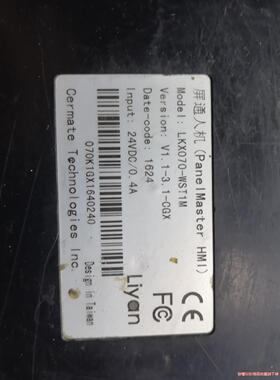 屏通人机 (PanelMaster HMI)
Model: LKX070-WST1M
Version: V1.1-3.1-CGX
Date-code: 1624
Input: 24VDC/0.4A
070K1GX1640240
Design in Taiwan
Cermate Technologies Inc.
Liyan
FC
CE